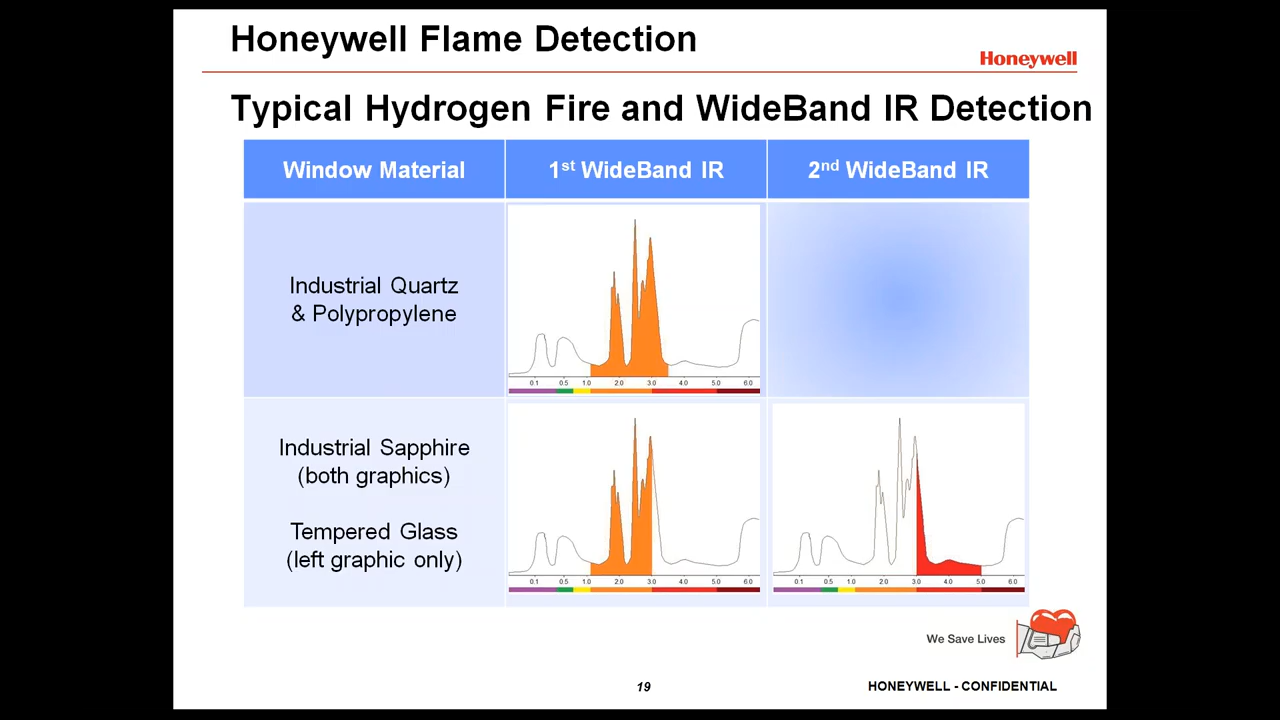 Honeywell Flame Detection
Honeywell
Typical Hydrogen Fire and WideBand IR Detection
Window Material
1st WideBand IR
2nd WideBand IR
Industrial Quartz
& Polypropylene
0.1 0.5 1.0 2.0 3.0 4.0 5.0 6.0
Industrial Sapphire
(both graphics)
Tempered Glass
(left graphic only)
0.1 0.5 1.0 2.0 3.0 4.0 5.0 6.0
0.1 0.5 1.0 2.0 3.0 4.0 5.0 6.0
We Save Lives
19
HONEYWELL - CONFIDENTIAL